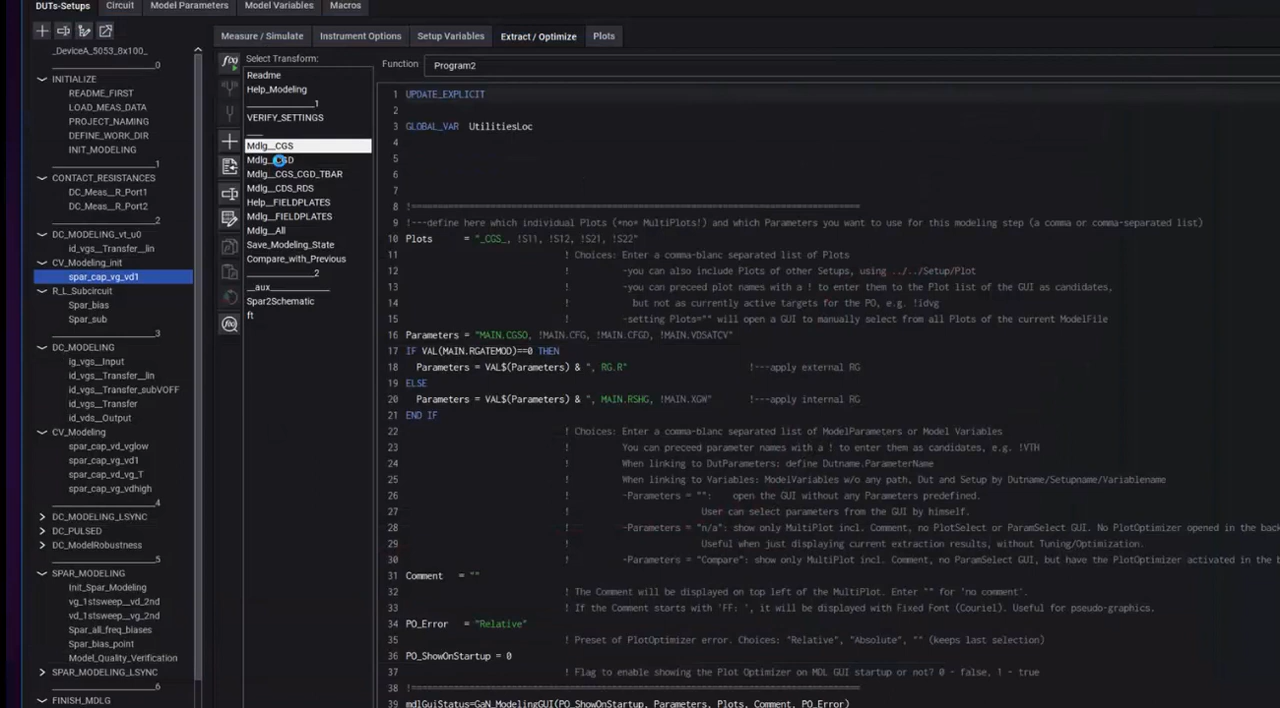 DUTs-Setups Circuit Model Parameters Model Variables Macros
_DeviceA_5053_8x100_
____________________0
INITIALIZE
README_FIRST
LOAD_MEAS_DATA
PROJECT_NAMING
DEFINE_WORK_DIR
INIT_MODELING
____________________1
CONTACT_RESISTANCES
DC_Meas__R_Port1
DC_Meas__R_Port2
____________________2
DC_MODELING_vt_u0
id_vgs__Transfer_lin
CV_Modeling_init
spar_cap_vg_vd1
R_L_Subcircuit
Spar_bias
Spar_sub
____________________3
DC_MODELING
ig_vgs__Input
id_vgs__Transfer__lin
id_vgs__Transfer_subVOFF
id_vgs__Transfer
id_vds__Output
CV_Modeling
spar_cap_vd_vglow
spar_cap_vg_vd1
spar_cap_vg_vd_T
spar_cap_vg_vdhigh
____________________4
DC_MODELING_LSYNC
DC_PULSED
DC_ModelRobustness
____________________5
SPAR_MODELING
Init_Spar_Modeling
vg_1stsweep__vd_2nd
vd_1stsweep__vg_2nd
Spar_all_freq_biases
Spar_bias_point
Model_Quality_Verification
SPAR_MODELING_LSYNC
____________________6
FINISH_MDLG
Measure / Simulate Instrument Options Setup Variables Extract / Optimize Plots
Select Transform:
Readme
Help_Modeling
_____________1
VERIFY_SETTINGS
___
Mdlg__CGS
Mdlg__CGD
Mdlg__CGS_CGD_TBAR
Mdlg__CDS_RDS
Help__FIELDPLATES
Mdlg__FIELDPLATES
Mdlg__All
Save_Modeling_State
Compare_with_Previous
_____________2
__aux_______________
Spar2Schematic
ft
Function Program2
1 UPDATE_EXPLICIT
2
3 GLOBAL_VAR UtilitiesLoc
4
5
6
7
8 !==============================================================================
9 !---define here which individual Plots (*no* MultiPlots!) and which Parameters you want to use for this modeling step (a comma or comma-separated list)
10 Plots = "_CGS_, !S11, !S12, !S21, !S22"
11 ! Choices: Enter a comma-blanc separated list of Plots
12 ! -you can also include Plots of other Setups, using ../../Setup/Plot
13 ! -you can preceed plot names with a ! to enter them to the Plot list of the GUI as candidates,
14 ! but not as currently active targets for the PO, e.g. !idvg
15 ! -setting Plots="" will open a GUI to manually select from all Plots of the current ModelFile
16 Parameters = "MAIN.CGSO, !MAIN.CFG, !MAIN.CFGD, !MAIN.VDSATCV"
17 IF VAL(MAIN.RGATEMOD)==0 THEN
18 Parameters = VAL$(Parameters) & ", RG.R" !---apply external RG
19 ELSE
20 Parameters = VAL$(Parameters) & ", MAIN.RSHG, !MAIN.XGW" !---apply internal RG
21 END IF
22 ! Choices: Enter a comma-blanc separated list of ModelParameters or Model Variables
23 ! You can preceed parameter names with a ! to enter them as candidates, e.g. !VTH
24 ! When linking to DutParameters: define Dutname.ParameterName
25 ! When linking to Variables: ModelVariables w/o any path, Dut and Setup by Dutname/Setupname/Variablename
26 ! -Parameters = "": open the GUI without any Parameters predefined.
27 ! User can select parameters from the GUI by himself.
28 ! -Parameters = "n/a": show only MultiPlot incl. Comment, no PlotSelect or ParamSelect GUI. No PlotOptimizer opened in the bac
29 ! Useful when just displaying current extraction results, without Tuning/Optimization.
30 ! -Parameters = "Compare": show only MultiPlot incl. Comment, no ParamSelect GUI, but have the PlotOptimizer activated in the b
31 Comment = ""
32 ! The Comment will be displayed on top left of the MultiPlot. Enter "" for 'no comment'.
33 ! If the Comment starts with 'FF: ', it will be displayed with Fixed Font (Couriel). Useful for pseudo-graphics.
34 PO_Error = "Relative"
35 ! Preset of PlotOptimizer error. Choices: "Relative", "Absolute", "" (keeps last selection)
36 PO_ShowOnStartup = 0
37 ! Flag to enable showing the Plot Optimizer on MDL GUI startup or not? 0 - false, 1 - true
38 !==============================================================================
39 mdlGuiStatus=GaN_ModelingGUI(PO_ShowOnStartup, Parameters, Plots, Comment, PO_Error)